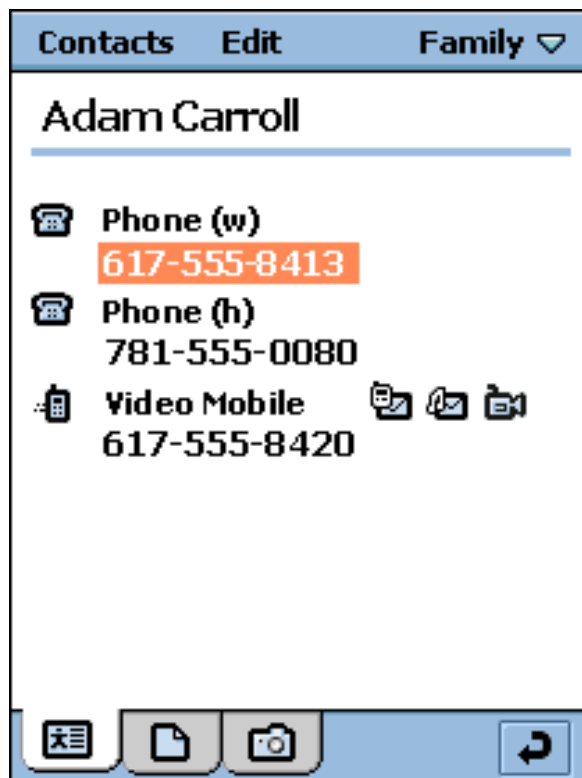 Contacts Edit Family
Adam Carroll
Phone (w)
617-555-8413
Phone (h)
781-555-0080
Video Mobile
617-555-8420